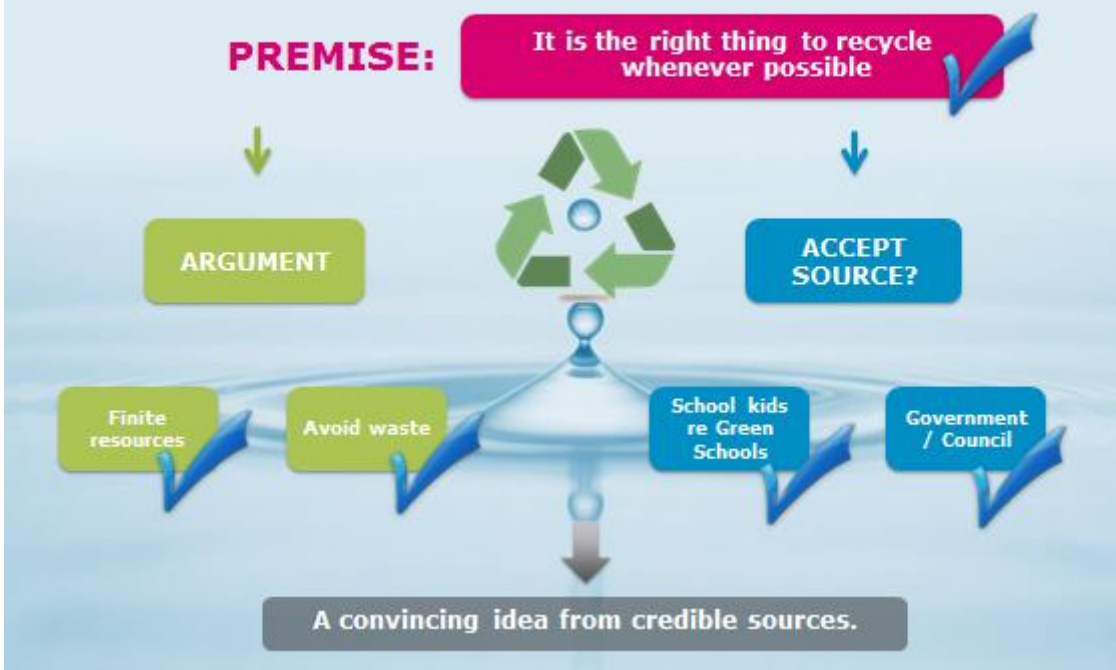 PREMISE:
It is the right thing to recycle
whenever possible
ARGUMENT
ACCEPT
SOURCE?
Finite
resources
Avoid waste
School kids
re Green
Schools
Government
/ Council
A convincing idea from credible sources.